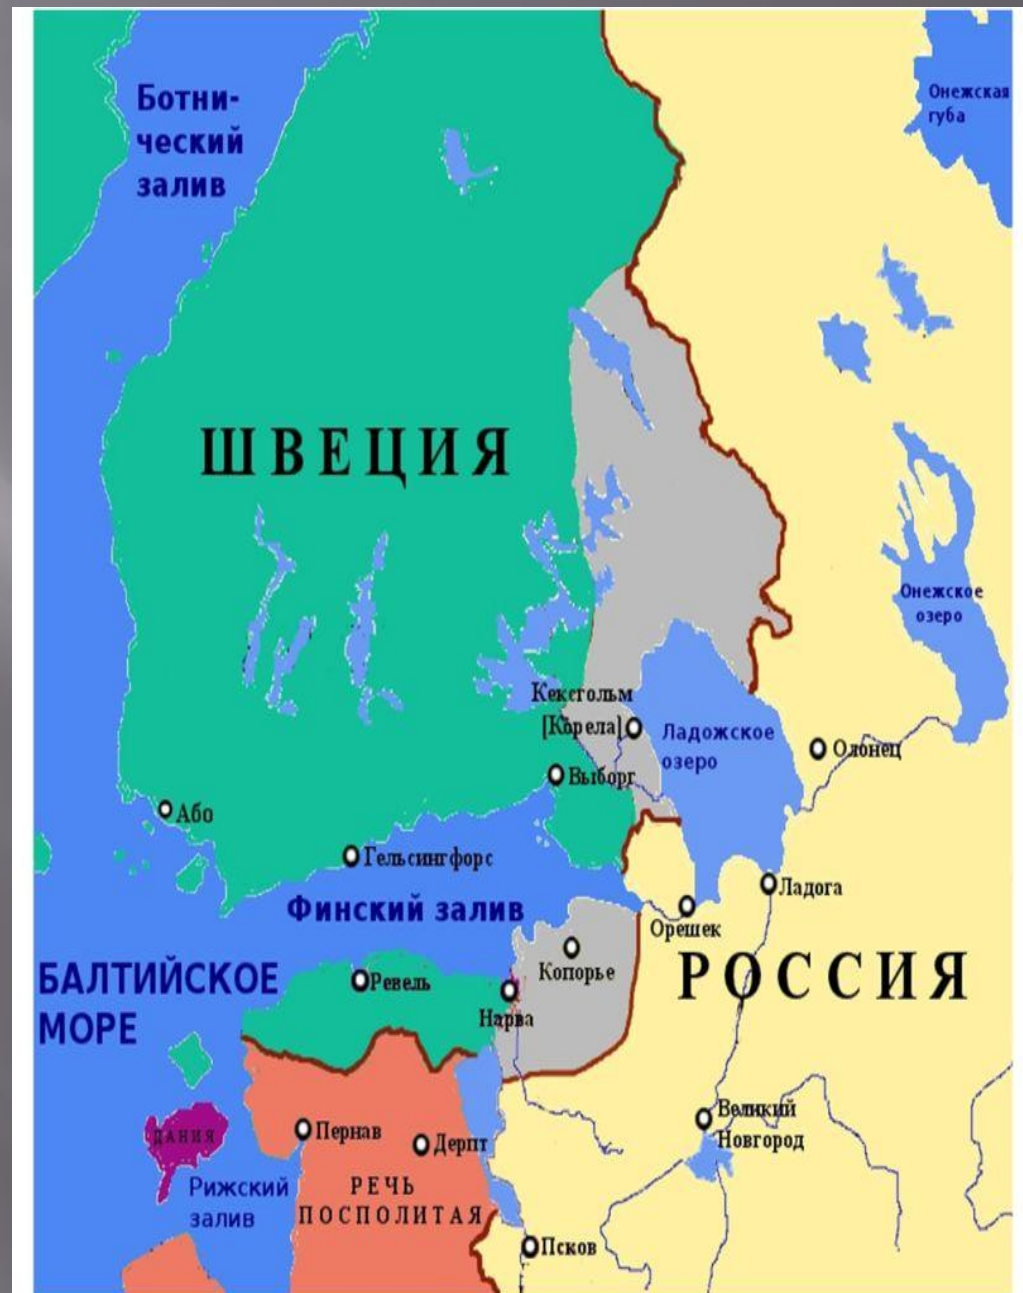 Ботни-
ческий
залив
Онежская
губа
ШВЕЦИЯ
Онежское
озеро
Кексгольм
[Корела]
Ладожское
озеро
Олонец
Выборг
Або
Гельсингфорс
Ладога
Финский залив
Орешек
Копорье
РОССИЯ
БАЛТИЙСКОЕ
МОРЕ
Ревель
Нарва
Великий
Новгород
ДАНИЯ
Пернав
Дерпт
Рижский
залив
РЕЧЬ
ПОСПОЛИТАЯ
Псков